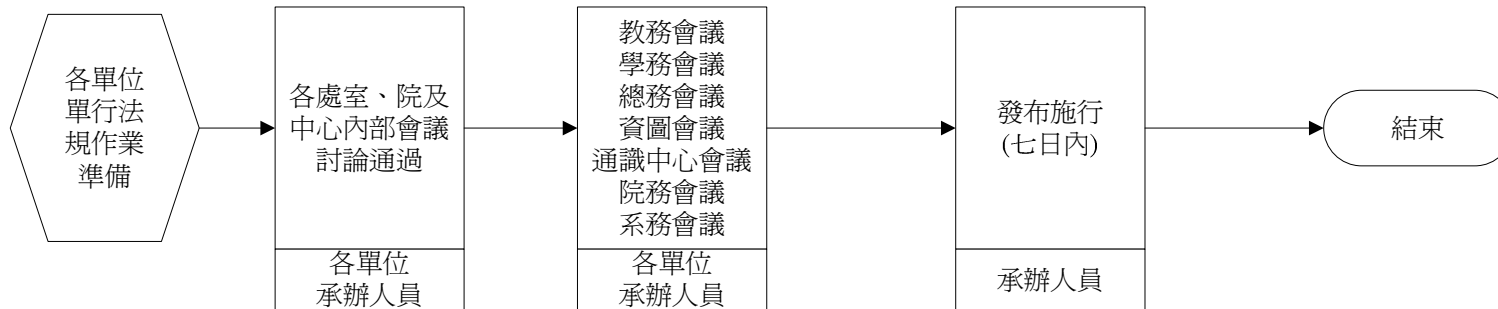 各單位
單行法
規作業
準備
各處室、院及
中心內部會議
討論通過
各單位
承辦人員
教務會議
學務會議
總務會議
資圖會議
通識中心會議
院務會議
系務會議
各單位
承辦人員
發布施行
(七日內)
承辦人員
結束